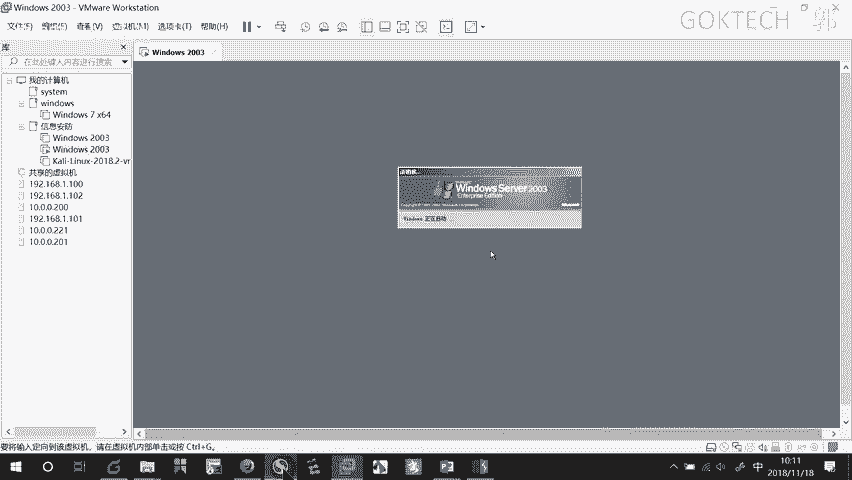 Windows 2003 - VMware Workstation
GOKTECH 郭
文件(F) 编辑(E) 查看(V) 虚拟机(M) 选项卡(T) 帮助(H)
库
在此处键入内容进行搜索
我的计算机
system
windows
Windows 7 x64
信息安防
Windows 2003
Windows 2003
Kali-Linux-2018.2-vr
共享的虚拟机
192.168.1.100
192.168.1.102
10.0.0.200
192.168.1.101
10.0.0.221
10.0.0.201
Windows 2003
Windows Server 2003
Enterprise Edition
Microsoft
Windows 正在启动...
要将输入定向到该虚拟机，请在虚拟机内部单击或按 Ctrl+G。
中
10:11
2018/11/18